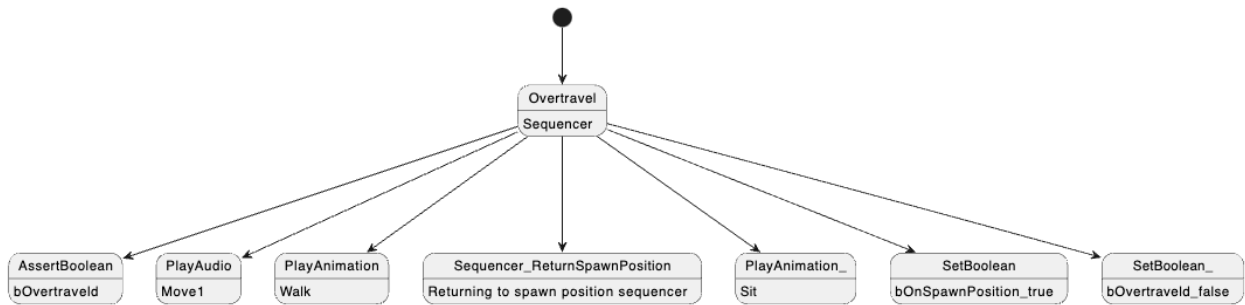 Overtravel
Sequencer
AssertBoolean
bOvertraveld
PlayAudio
Move1
PlayAnimation
Walk
Sequencer_ReturnSpawnPosition
Returning to spawn position sequencer
PlayAnimation_
Sit
SetBoolean
bOnSpawnPosition_true
SetBoolean_
bOvertraveld_false